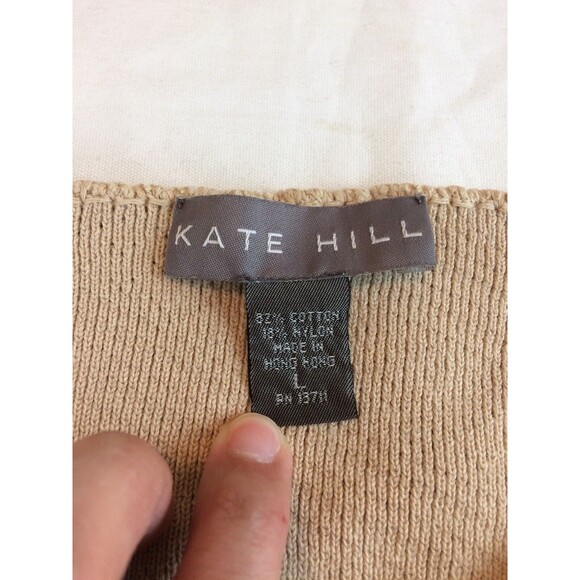 KATE HILL
82% COTTON
18% NYLON
MADE IN
HONG KONG
L
RN 13711